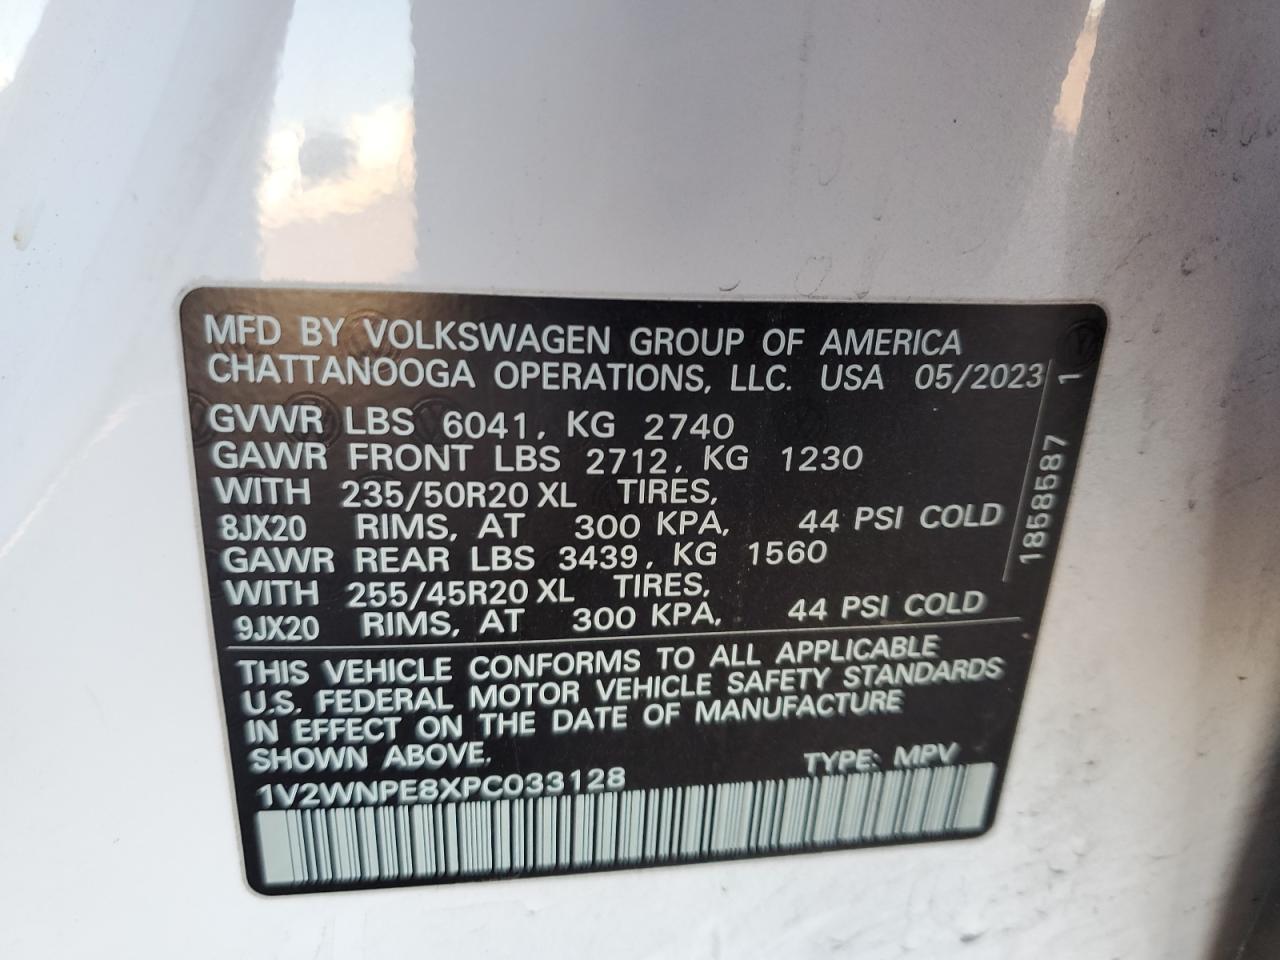 MFD BY VOLKSWAGEN GROUP OF AMERICA
CHATTANOOGA OPERATIONS, LLC. USA 05/2023
GVWR LBS 6041, KG 2740
GAWR FRONT LBS 2712, KG 1230
WITH 235/50R20 XL TIRES,
8JX20 RIMS, AT 300 KPA, 44 PSI COLD
GAWR REAR LBS 3439, KG 1560
WITH 255/45R20 XL TIRES,
9JX20 RIMS, AT 300 KPA, 44 PSI COLD
1858587 1
THIS VEHICLE CONFORMS TO ALL APPLICABLE
U.S. FEDERAL MOTOR VEHICLE SAFETY STANDARDS
IN EFFECT ON THE DATE OF MANUFACTURE
SHOWN ABOVE.
1V2WNPE8XPC033128 TYPE: MPV